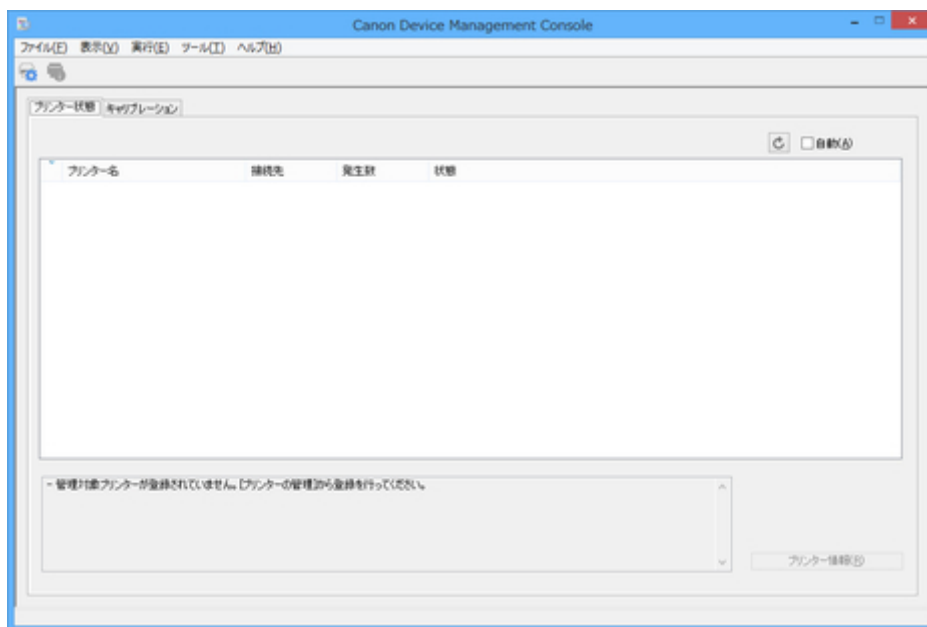 Canon Device Management Console
ファイル(F) 表示(V) 実行(E) ツール(T) ヘルプ(H)
プリンター状態 キャリブレーション
自動(A)
プリンター名 接続先 発生数 状態
- 管理対象プリンターが登録されていません。[プリンターの管理]から登録を行ってください。
プリンター情報(R)